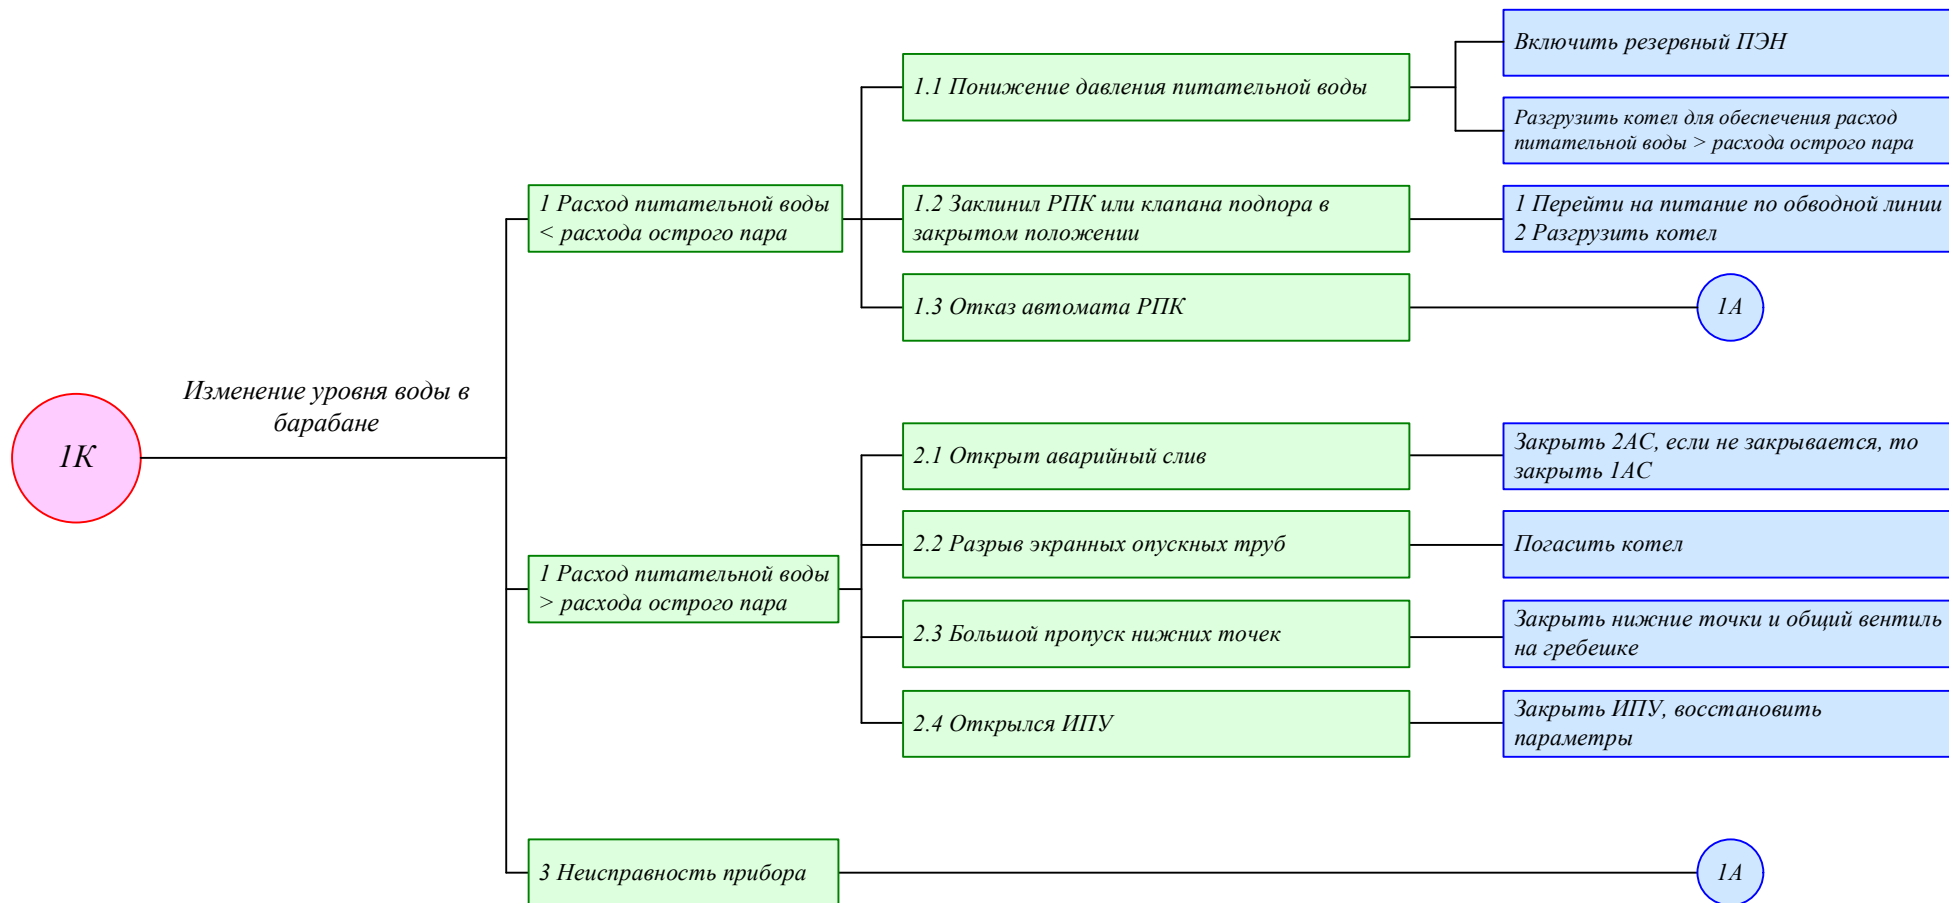 Включить резервный ПЭН
1.1 Понижение давления питательной воды
Разгрузить котел для обеспечения расход
питательной воды > расхода острого пара
1 Расход питательной воды
< расхода острого пара
1.2 Заклинил РПК или клапана подпора в
закрытом положении
1 Перейти на питание по обводной линии
2 Разгрузить котел
1.3 Отказ автомата РПК
1А
Изменение уровня воды в
барабане
1К
2.1 Открыт аварийный слив
Закрыть 2АС, если не закрывается, то
закрыть 1АС
2.2 Разрыв экранных опускных труб
Погасить котел
1 Расход питательной воды
> расхода острого пара
2.3 Большой пропуск нижних точек
Закрыть нижние точки и общий вентиль
на гребешке
2.4 Открылся ИПУ
Закрыть ИПУ, восстановить
параметры
3 Неисправность прибора
1А